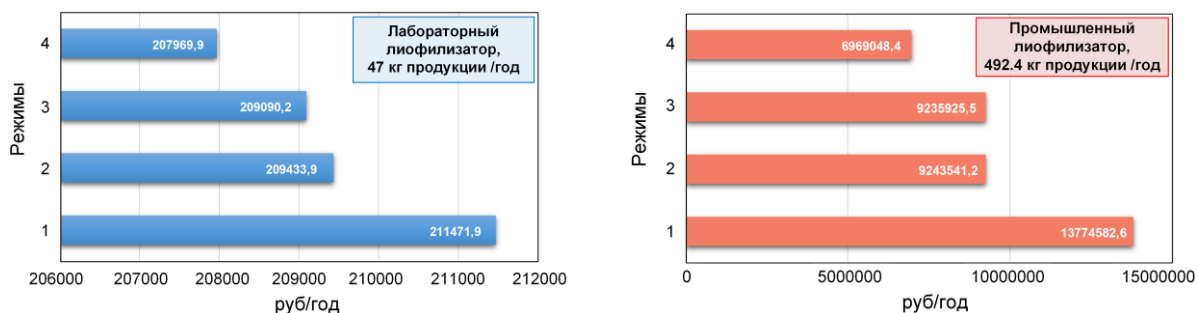 Лабораторный
лиофилизатор,
47 кг продукции /год
Режимы
4
207969,9
3
209090,2
2
209433,9
1
211471,9
206000 207000 208000 209000 210000 211000 212000
руб/год
Промышленный
лиофилизатор,
492.4 кг продукции /год
Режимы
4
6969048,4
3
9235925,5
2
9243541,2
1
13774582,6
0 5000000 10000000 15000000
руб/год